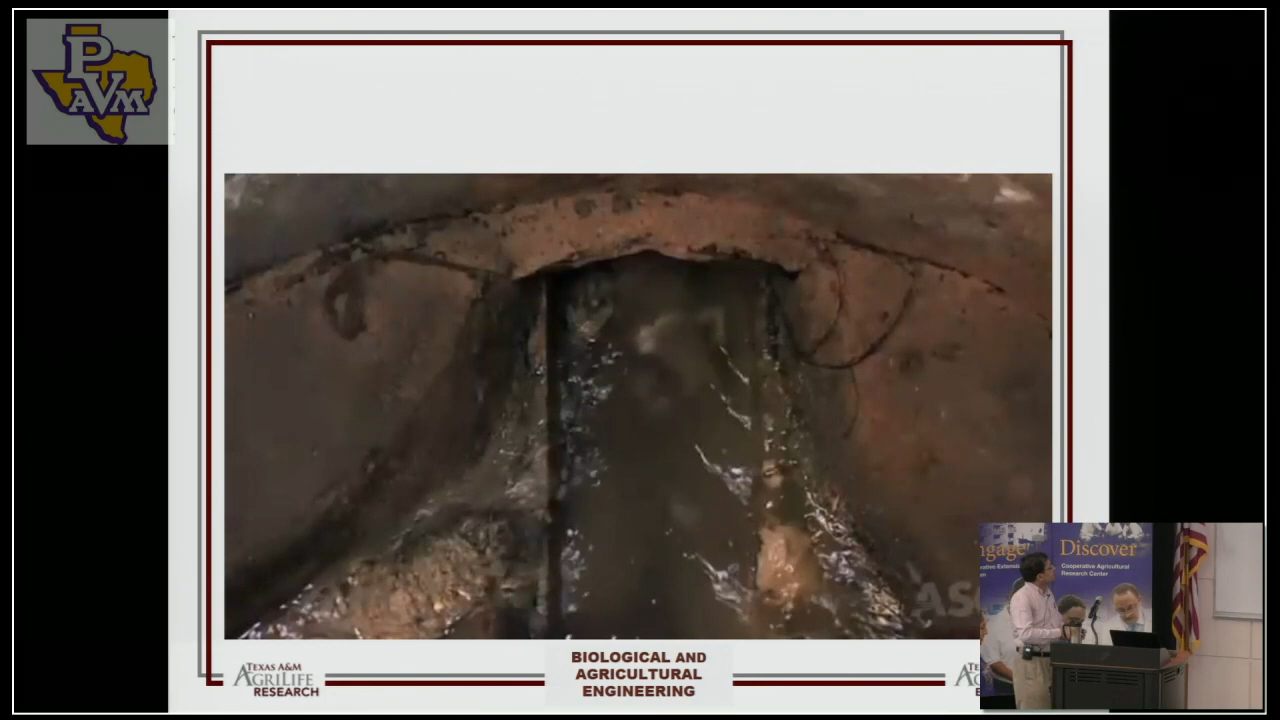 PVAM
BIOLOGICAL AND
AGRICULTURAL
ENGINEERING
TEXAS A&M
AGRILIFE
RESEARCH
Discover
Cooperative Agricultural
Research Center